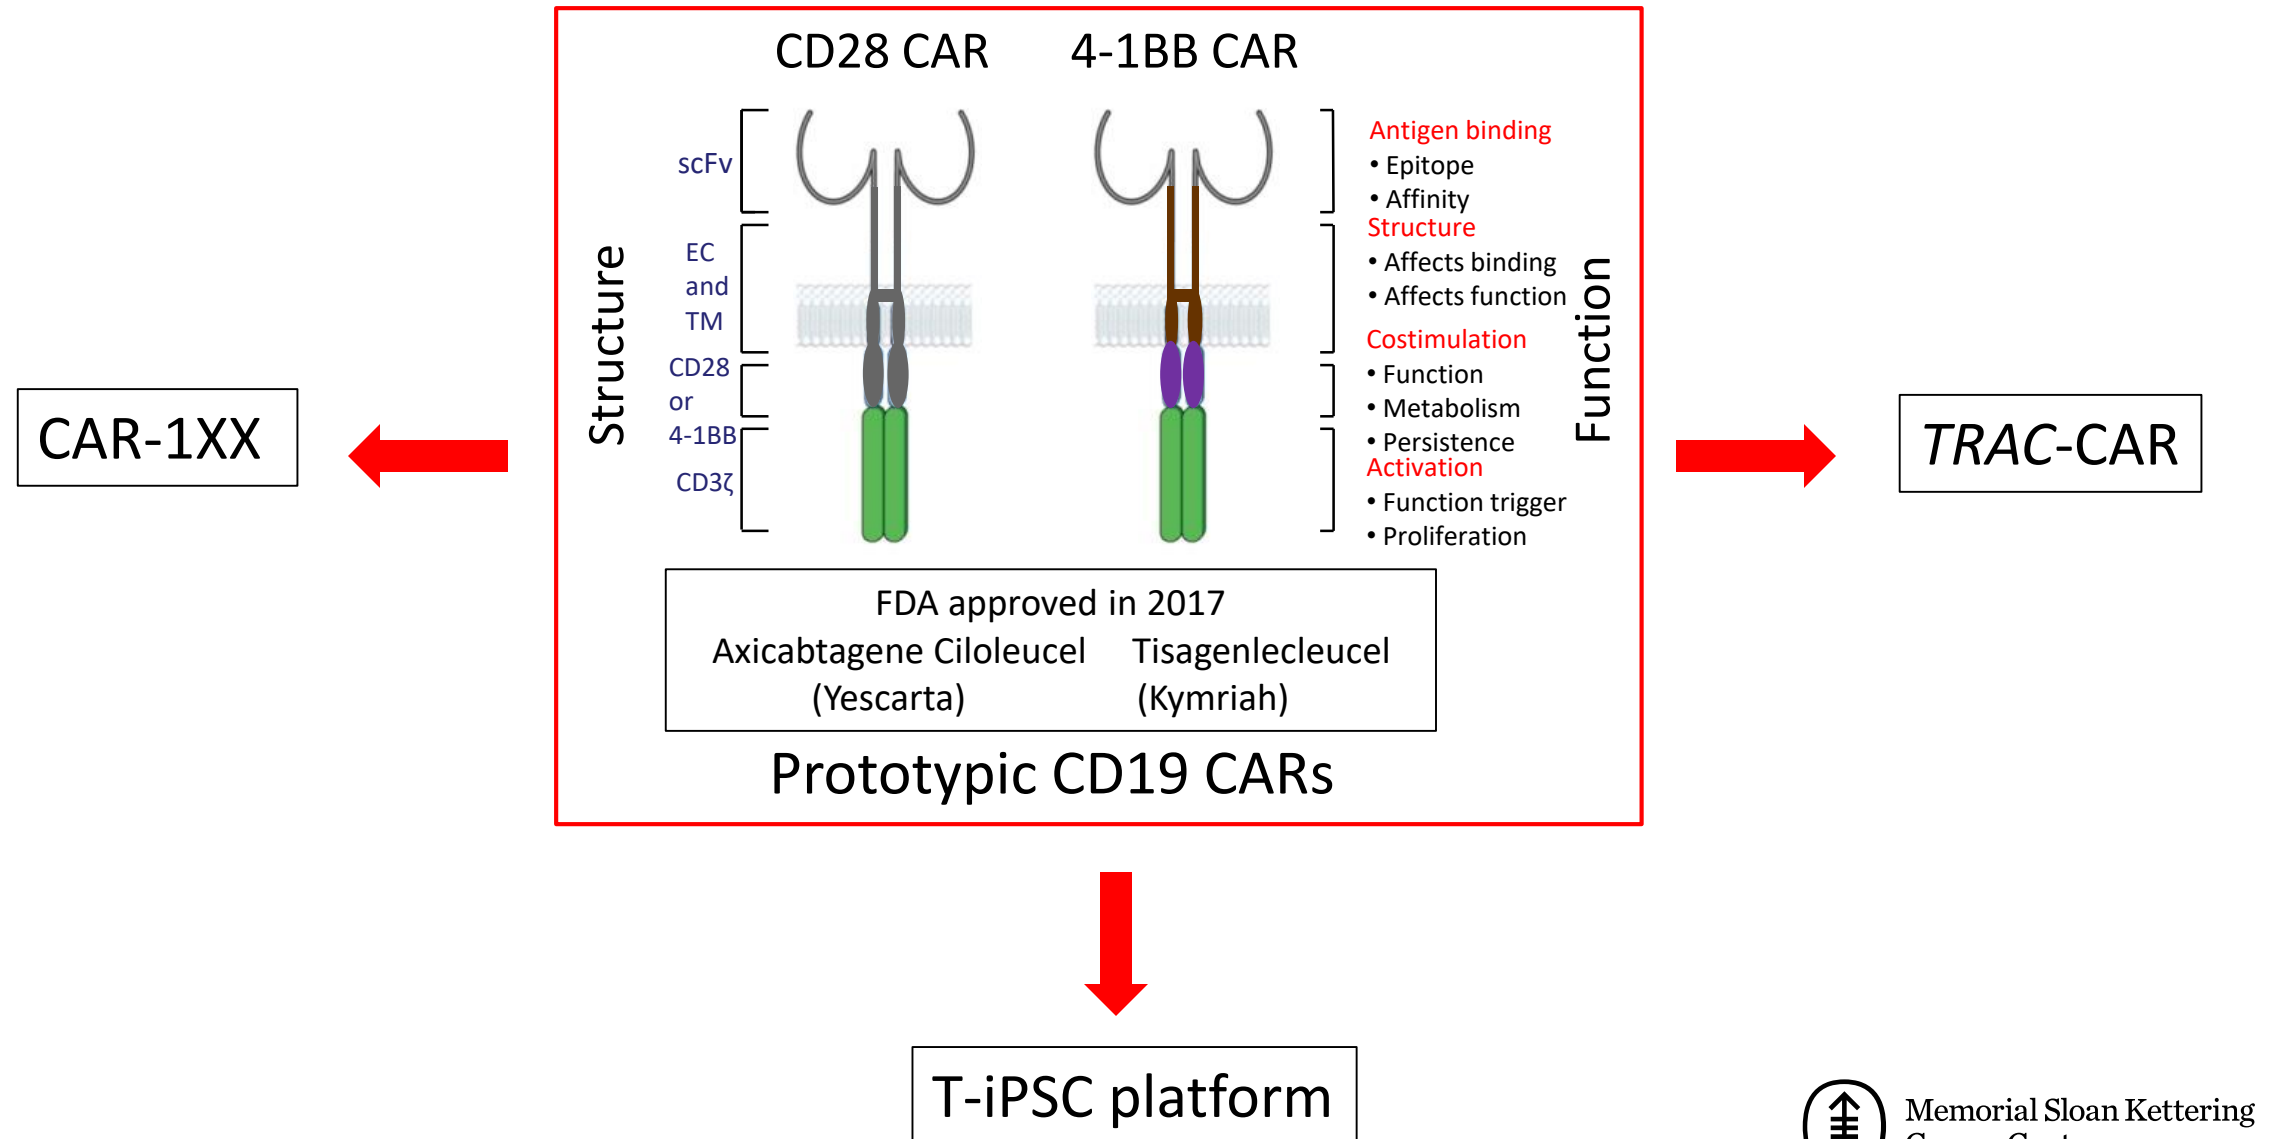 CD28 CAR
4-1BB CAR
Structure
scFv
EC
and
TM
CD28
or
4-1BB
CD3ζ
Antigen binding
• Epitope
• Affinity
Structure
• Affects binding
• Affects function
Costimulation
• Function
• Metabolism
• Persistence
Activation
• Function trigger
• Proliferation
Function
FDA approved in 2017
Axicabtagene Ciloleucel Tisagenlecleucel
(Yescarta) (Kymriah)
Prototypic CD19 CARs
CAR-1XX
TRAC-CAR
T-iPSC platform
Memorial Sloan Kettering